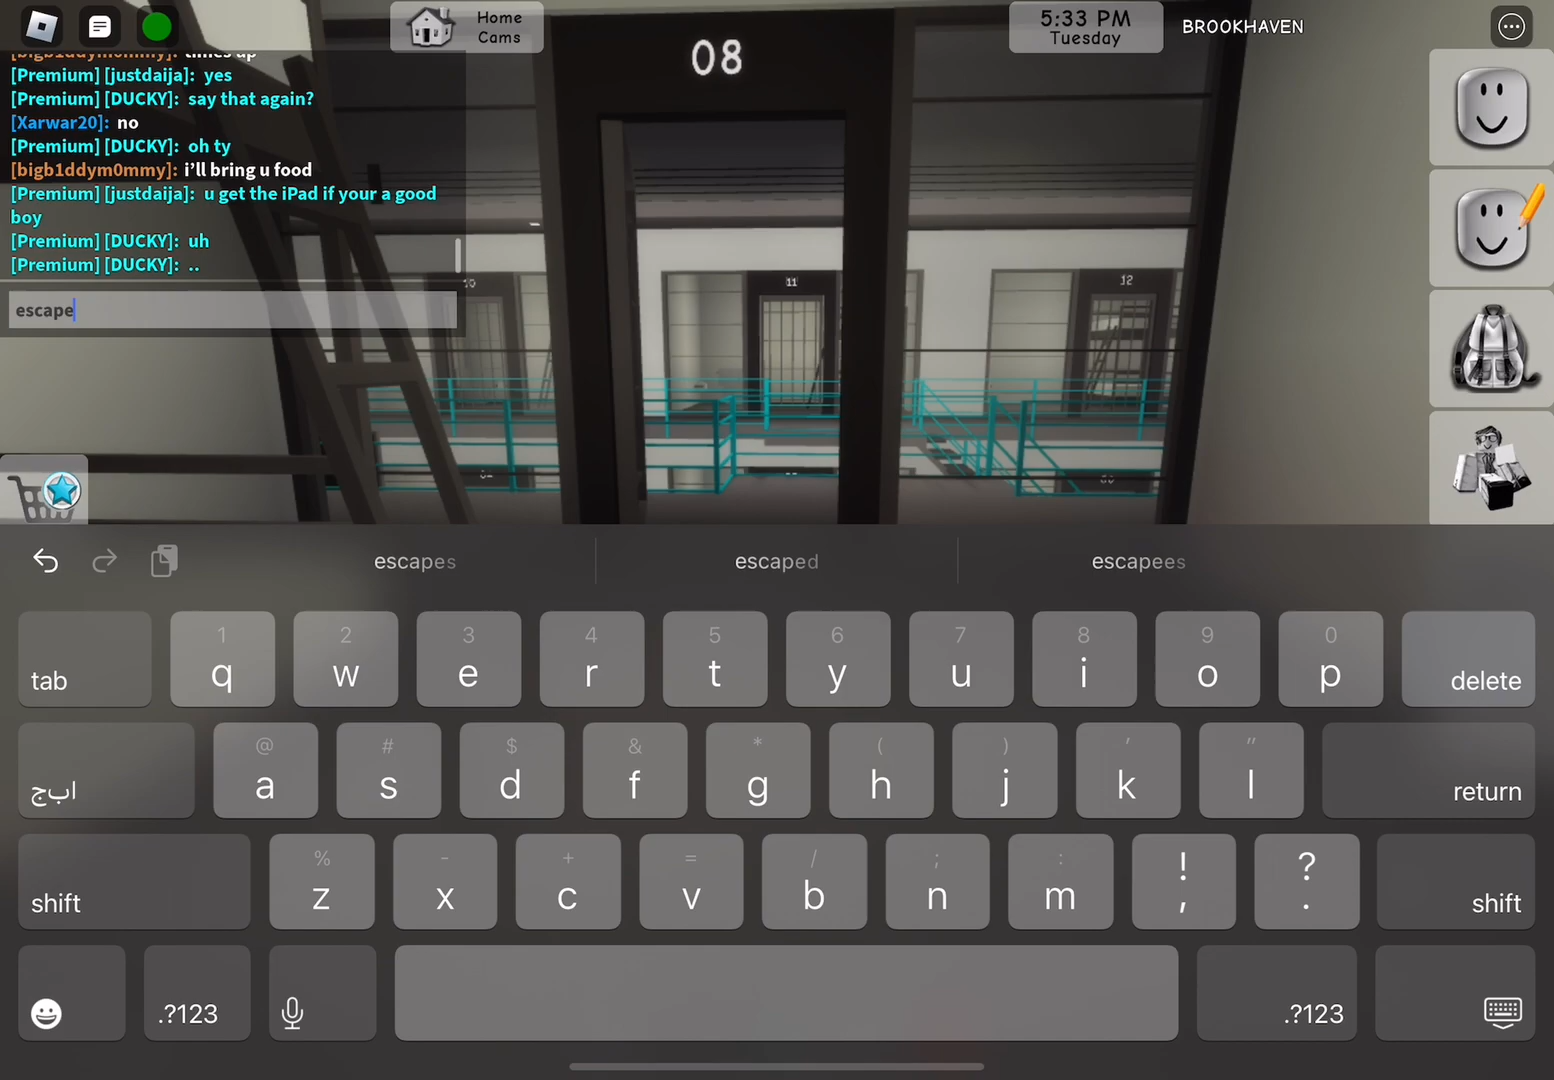 Home
Cams
5:33 PM
Tuesday
BROOKHAVEN
08
[Premium] [justdaija]: yes
[Premium] [DUCKY]: say that again?
[Xarwar20]: no
[Premium] [DUCKY]: oh ty
[bigb1ddym0mmy]: i'll bring u food
[Premium] [justdaija]: u get the iPad if your a good
boy
[Premium] [DUCKY]: uh
[Premium] [DUCKY]: ..
10
11
12
escape
escapes
escaped
escapees
1 2 3 4 5 6 7 8 9 0
tab q w e r t y u i o p delete
@ # $ & * ( ) ' "
ابج a s d f g h j k l return
% - + = / ; : ! ?
shift z x c v b n m , . shift
.?123 .?123